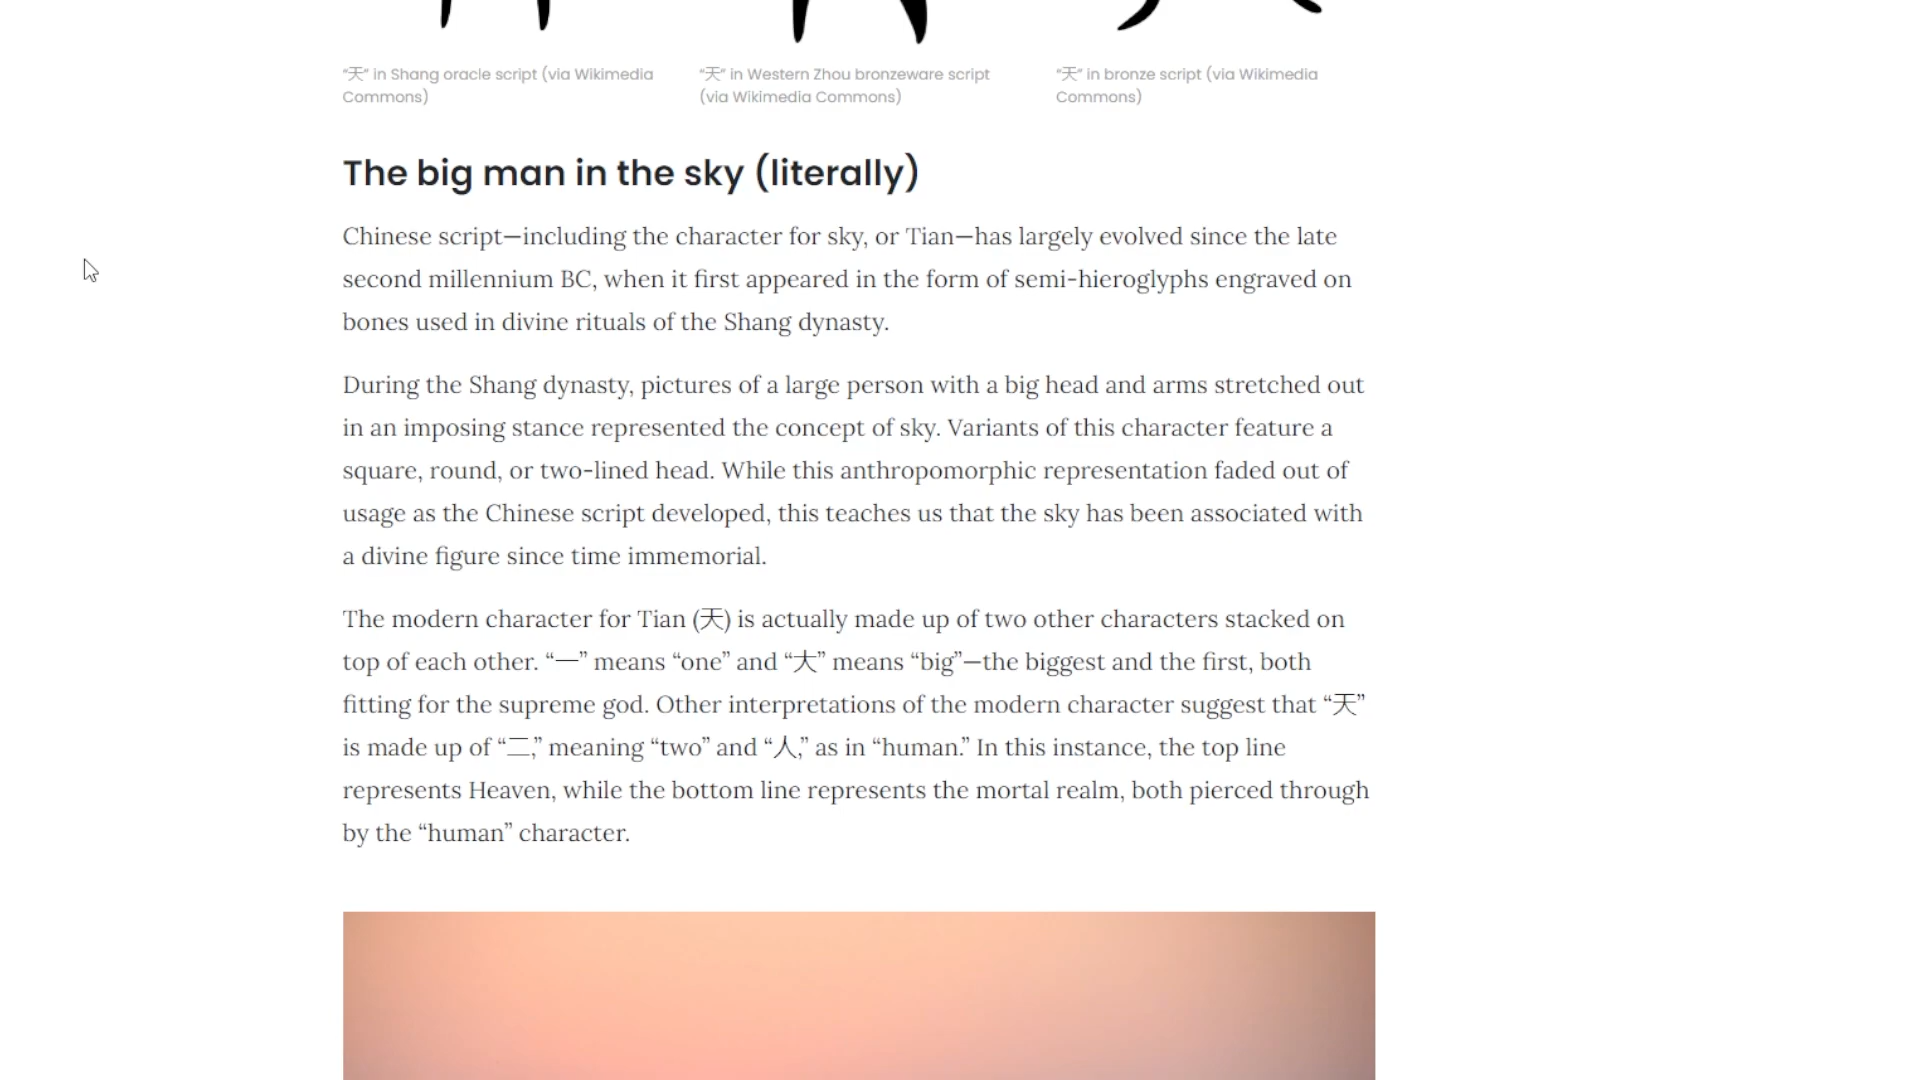 “天” in Shang oracle script (via Wikimedia
Commons)
“天” in Western Zhou bronzeware script
(via Wikimedia Commons)
“天” in bronze script (via Wikimedia
Commons)
The big man in the sky (literally)
Chinese script—including the character for sky, or Tian—has largely evolved since the late
second millennium BC, when it first appeared in the form of semi-hieroglyphs engraved on
bones used in divine rituals of the Shang dynasty.
During the Shang dynasty, pictures of a large person with a big head and arms stretched out
in an imposing stance represented the concept of sky. Variants of this character feature a
square, round, or two-lined head. While this anthropomorphic representation faded out of
usage as the Chinese script developed, this teaches us that the sky has been associated with
a divine figure since time immemorial.
The modern character for Tian (天) is actually made up of two other characters stacked on
top of each other. “一” means “one” and “大” means “big”—the biggest and the first, both
fitting for the supreme god. Other interpretations of the modern character suggest that “天”
is made up of “二,” meaning “two” and “人,” as in “human.” In this instance, the top line
represents Heaven, while the bottom line represents the mortal realm, both pierced through
by the “human” character.